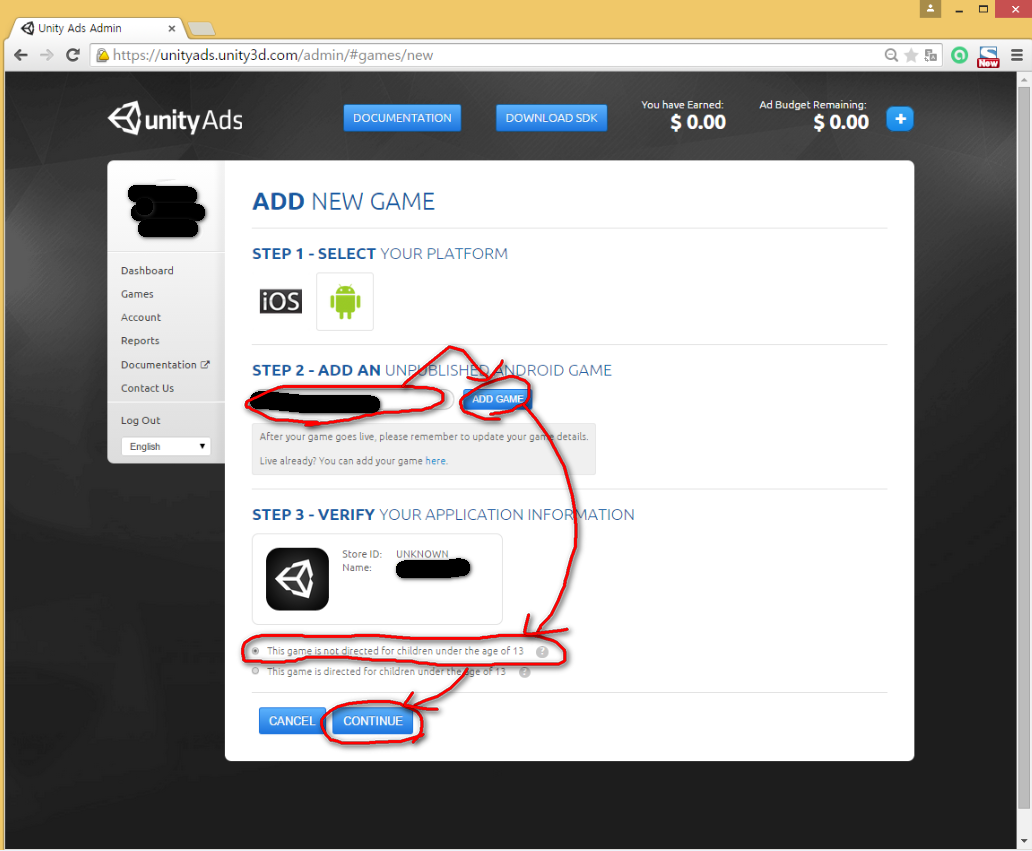 Unity Ads Admin
https://unityads.unity3d.com/admin/#games/new
New
unityAds
DOCUMENTATION
DOWNLOAD SDK
You have Earned:
$ 0.00
Ad Budget Remaining:
$ 0.00
+
Dashboard
Games
Account
Reports
Documentation
Contact Us
Log Out
English
ADD NEW GAME
STEP 1 - SELECT YOUR PLATFORM
iOS
STEP 2 - ADD AN UNPUBLISHED ANDROID GAME
ADD GAME
After your game goes live, please remember to update your game details.
Live already? You can add your game here.
STEP 3 - VERIFY YOUR APPLICATION INFORMATION
Store ID: UNKNOWN
Name:
This game is not directed for children under the age of 13 ?
This game is directed for children under the age of 13 ?
CANCEL
CONTINUE